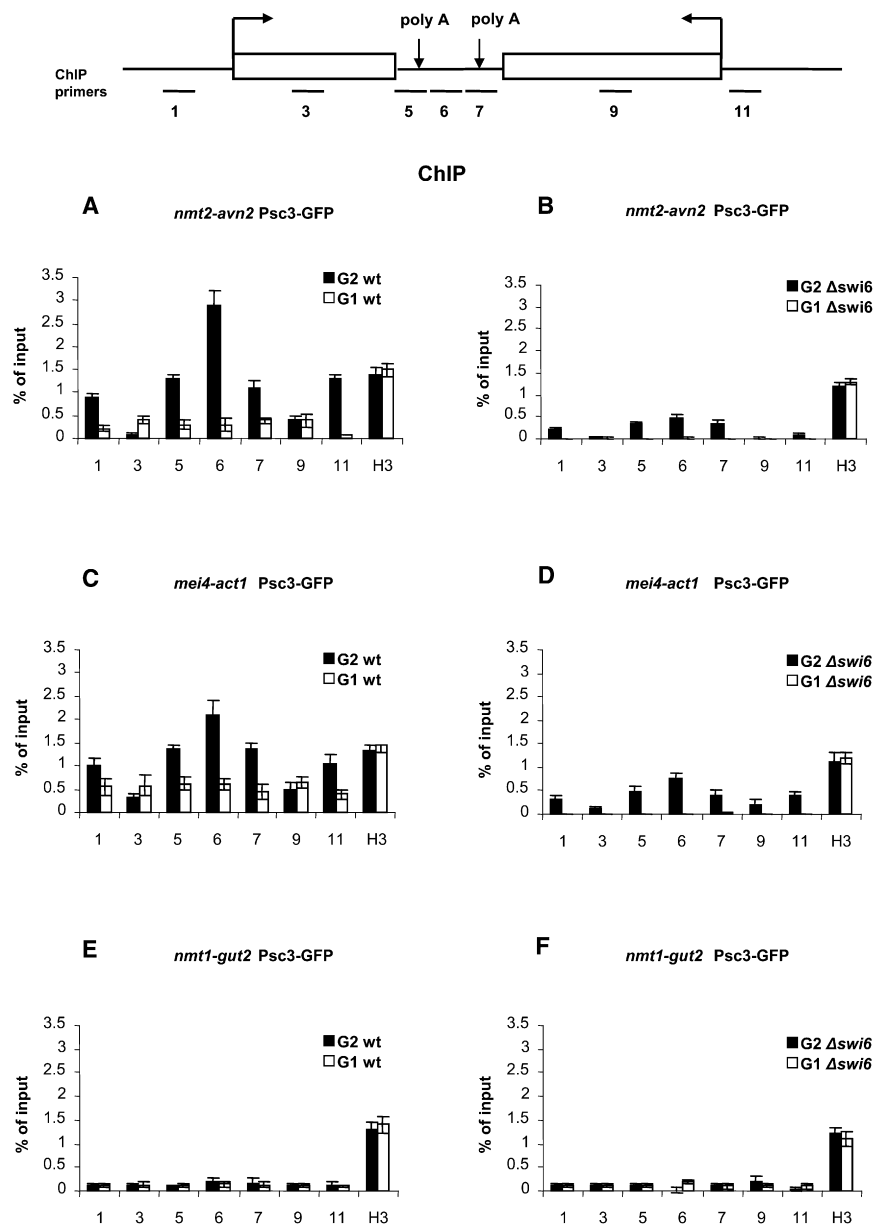 poly A poly A
ChIP
primers
1 3 5 6 7 9 11
ChIP
A
nmt2-avn2 Psc3-GFP
G2 wt
G1 wt
% of input
3.5
3
2.5
2
1.5
1
0.5
0
1 3 5 6 7 9 11 H3
B
nmt2-avn2 Psc3-GFP
G2 Δswi6
G1 Δswi6
% of input
3.5
3
2.5
2
1.5
1
0.5
0
1 3 5 6 7 9 11 H3
C
mei4-act1 Psc3-GFP
G2 wt
G1 wt
% of input
3.5
3
2.5
2
1.5
1
0.5
0
1 3 5 6 7 9 11 H3
D
mei4-act1 Psc3-GFP
G2 Δswi6
G1 Δswi6
% of input
3.5
3
2.5
2
1.5
1
0.5
0
1 3 5 6 7 9 11 H3
E
nmt1-gut2 Psc3-GFP
G2 wt
G1 wt
% of input
3.5
3
2.5
2
1.5
1
0.5
0
1 3 5 6 7 9 11 H3
F
nmt1-gut2 Psc3-GFP
G2 Δswi6
G1 Δswi6
% of input
3.5
3
2.5
2
1.5
1
0.5
0
1 3 5 6 7 9 11 H3